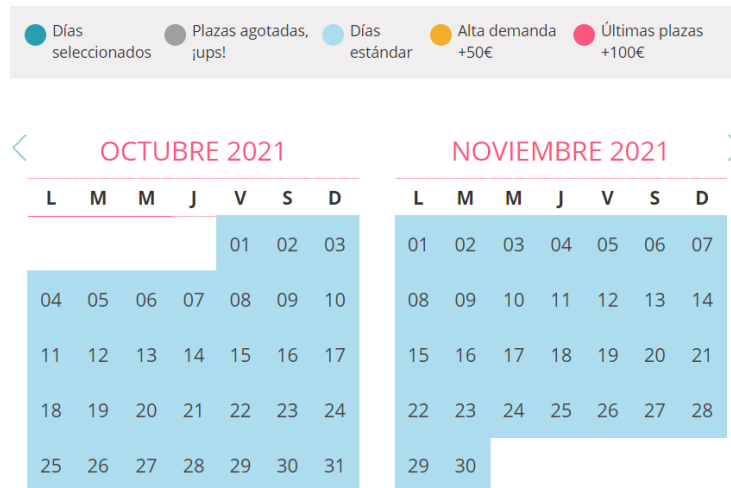 Días
seleccionados
Plazas agotadas,
¡ups!
Días
estándar
Alta demanda
+50€
Últimas plazas
+100€
OCTUBRE 2021
L M M J V S D
01 02 03
04 05 06 07 08 09 10
11 12 13 14 15 16 17
18 19 20 21 22 23 24
25 26 27 28 29 30 31
NOVIEMBRE 2021
L M M J V S D
01 02 03 04 05 06 07
08 09 10 11 12 13 14
15 16 17 18 19 20 21
22 23 24 25 26 27 28
29 30